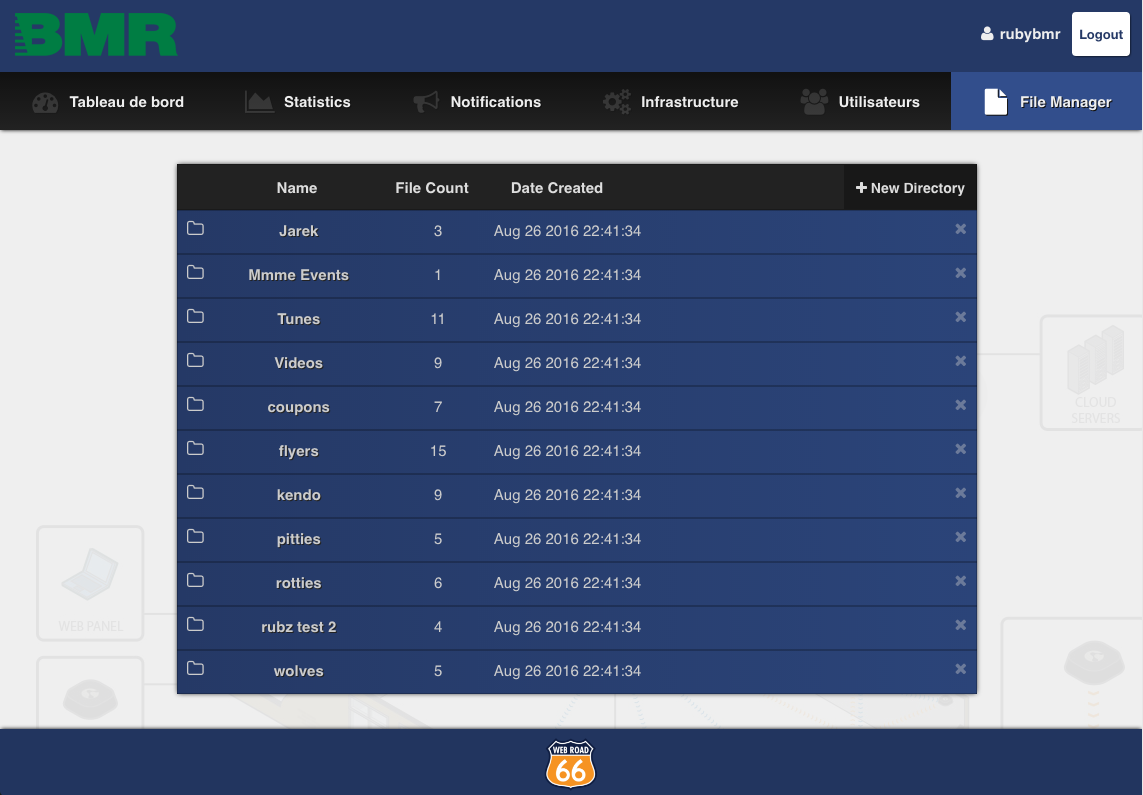 BMR
rubybmr Logout
Tableau de bord Statistics Notifications Infrastructure Utilisateurs File Manager
Name File Count Date Created + New Directory
Jarek 3 Aug 26 2016 22:41:34
Mmme Events 1 Aug 26 2016 22:41:34
Tunes 11 Aug 26 2016 22:41:34
Videos 9 Aug 26 2016 22:41:34
coupons 7 Aug 26 2016 22:41:34
flyers 15 Aug 26 2016 22:41:34
kendo 9 Aug 26 2016 22:41:34
pitties 5 Aug 26 2016 22:41:34
rotties 6 Aug 26 2016 22:41:34
rubz test 2 4 Aug 26 2016 22:41:34
wolves 5 Aug 26 2016 22:41:34
CLOUD
SERVERS
WEB PANEL
WEB ROAD
66